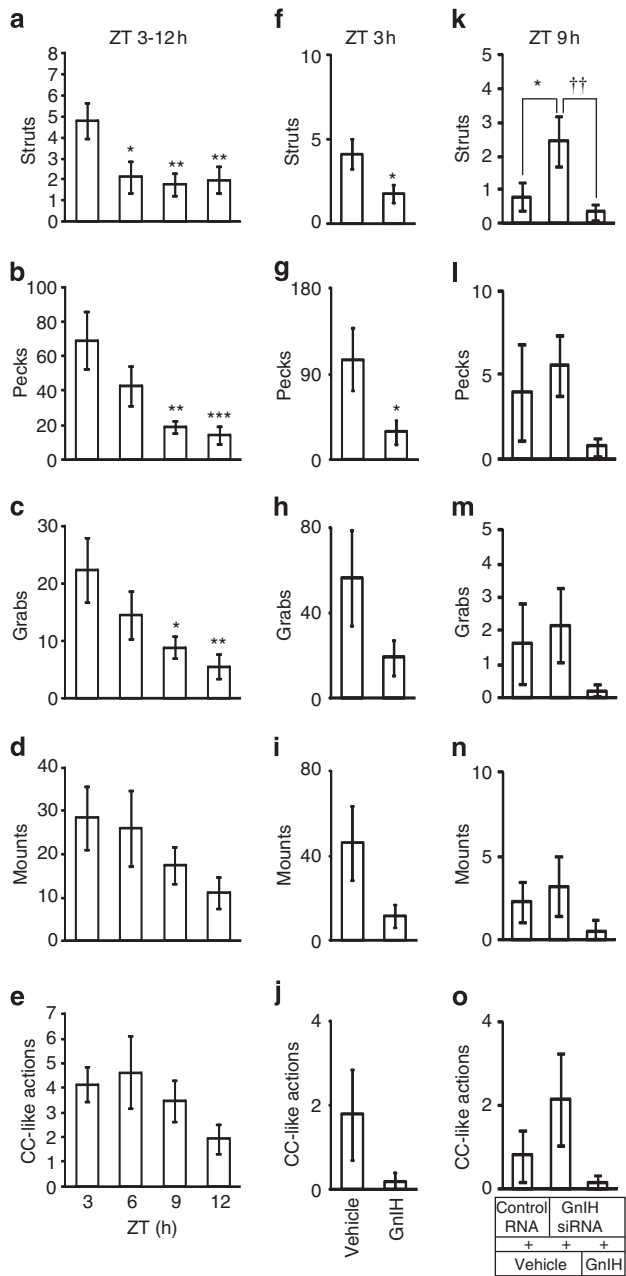 a
ZT 3-12 h
8
7
6
5
4
3
2
1
0
Struts
*
**
**
f
ZT 3 h
10
5
0
Struts
*
k
ZT 9 h
5
4
3
2
1
0
Struts
*
††
b
100
80
60
40
20
0
Pecks
**
***
g
180
90
0
Pecks
*
l
10
5
0
Pecks
c
30
20
10
0
Grabs
*
**
h
80
40
0
Grabs
m
5
4
3
2
1
0
Grabs
d
40
30
20
10
0
Mounts
i
80
40
0
Mounts
n
10
5
0
Mounts
e
7
6
5
4
3
2
1
0
CC-like actions
3 6 9 12
ZT (h)
j
4
2
0
CC-like actions
Vehicle
GnIH
o
4
2
0
CC-like actions
Control GnIH
RNA siRNA
+ + +
Vehicle GnIH